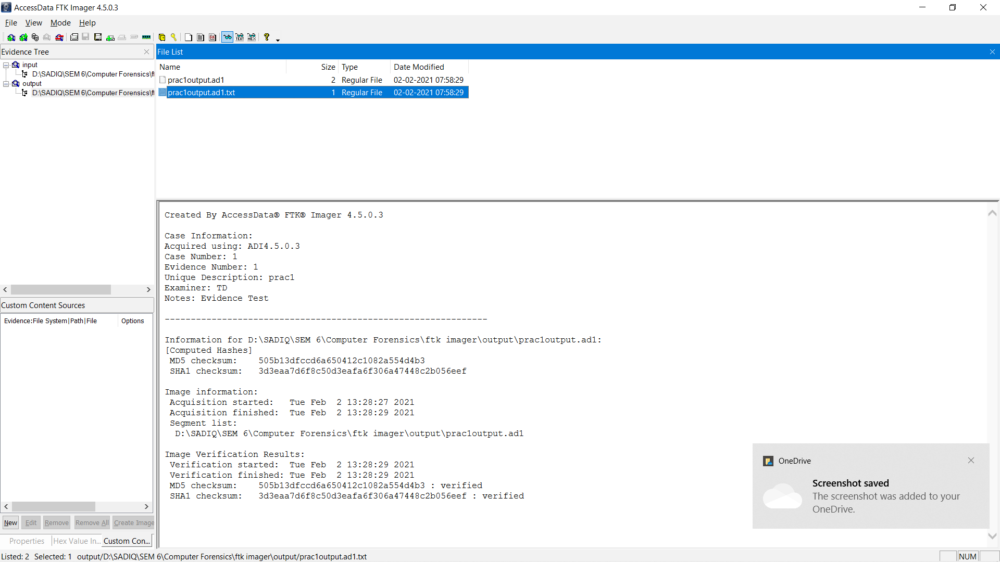 AccessData FTK Imager 4.5.0.3
File View Mode Help
Evidence Tree
input
D:\SADIQ\SEM 6\Computer Forensics\ft
output
D:\SADIQ\SEM 6\Computer Forensics\ft
File List
Name Size Type Date Modified
prac1output.ad1 2 Regular File 02-02-2021 07:58:29
prac1output.ad1.txt 1 Regular File 02-02-2021 07:58:29
Custom Content Sources
Evidence:File System|Path|File Options
New Edit Remove Remove All Create Image
Properties Hex Value In... Custom Con...
Created By AccessData® FTK® Imager 4.5.0.3
Case Information:
Acquired using: ADI4.5.0.3
Case Number: 1
Evidence Number: 1
Unique Description: prac1
Examiner: TD
Notes: Evidence Test
--------------------------------------------------------------
Information for D:\SADIQ\SEM 6\Computer Forensics\ftk imager\output\prac1output.ad1:
[Computed Hashes]
MD5 checksum: 505b13dfccd6a650412c1082a554d4b3
SHA1 checksum: 3d3eaa7d6f8c50d3eafa6f306a47448c2b056eef
Image information:
Acquisition started: Tue Feb 2 13:28:27 2021
Acquisition finished: Tue Feb 2 13:28:29 2021
Segment list:
D:\SADIQ\SEM 6\Computer Forensics\ftk imager\output\prac1output.ad1
Image Verification Results:
Verification started: Tue Feb 2 13:28:29 2021
Verification finished: Tue Feb 2 13:28:29 2021
MD5 checksum: 505b13dfccd6a650412c1082a554d4b3 : verified
SHA1 checksum: 3d3eaa7d6f8c50d3eafa6f306a47448c2b056eef : verified
OneDrive
Screenshot saved
The screenshot was added to your
OneDrive.
Listed: 2 Selected: 1 output/D:\SADIQ\SEM 6\Computer Forensics\ftk imager\output/prac1output.ad1.txt
NUM